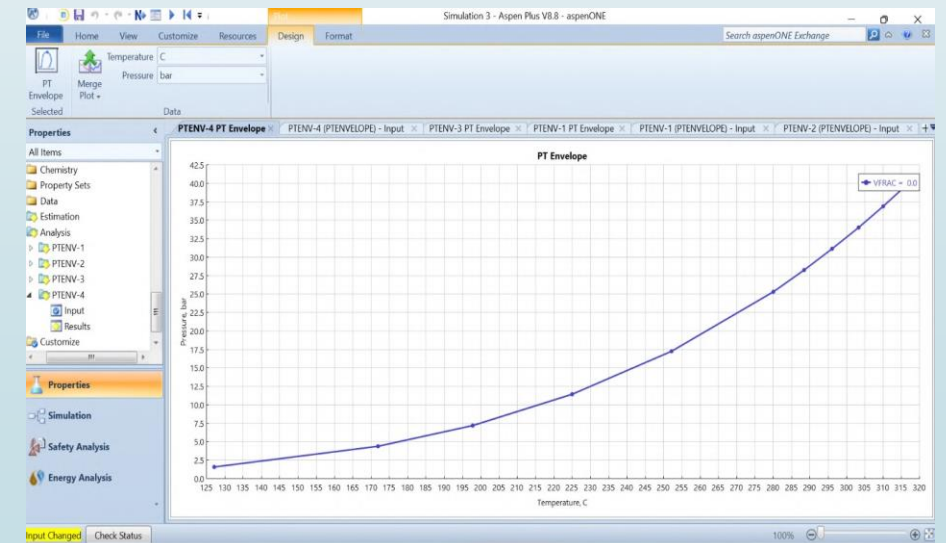 Plot
Simulation 3 - Aspen Plus V8.8 - aspenONE
File Home View Customize Resources Design Format Search aspenONE Exchange
PT Envelope
Merge Plot
Temperature C
Pressure bar
Selected Data
Properties
All Items
Chemistry
Property Sets
Data
Estimation
Analysis
PTENV-1
PTENV-2
PTENV-3
PTENV-4
Input
Results
Customize
Properties
Simulation
Safety Analysis
Energy Analysis
PTENV-4 PT Envelope PTENV-4 (PTENVELOPE) - Input PTENV-3 PT Envelope PTENV-1 PT Envelope PTENV-1 (PTENVELOPE) - Input PTENV-2 (PTENVELOPE) - Input
PT Envelope
VFRAC = 0.0
Pressure, bar
42.5
40.0
37.5
35.0
32.5
30.0
27.5
25.0
22.5
20.0
17.5
15.0
12.5
10.0
7.5
5.0
2.5
0.0
125 130 135 140 145 150 155 160 165 170 175 180 185 190 195 200 205 210 215 220 225 230 235 240 245 250 255 260 265 270 275 280 285 290 295 300 305 310 315 320
Temperature, C
Input Changed Check Status 100%